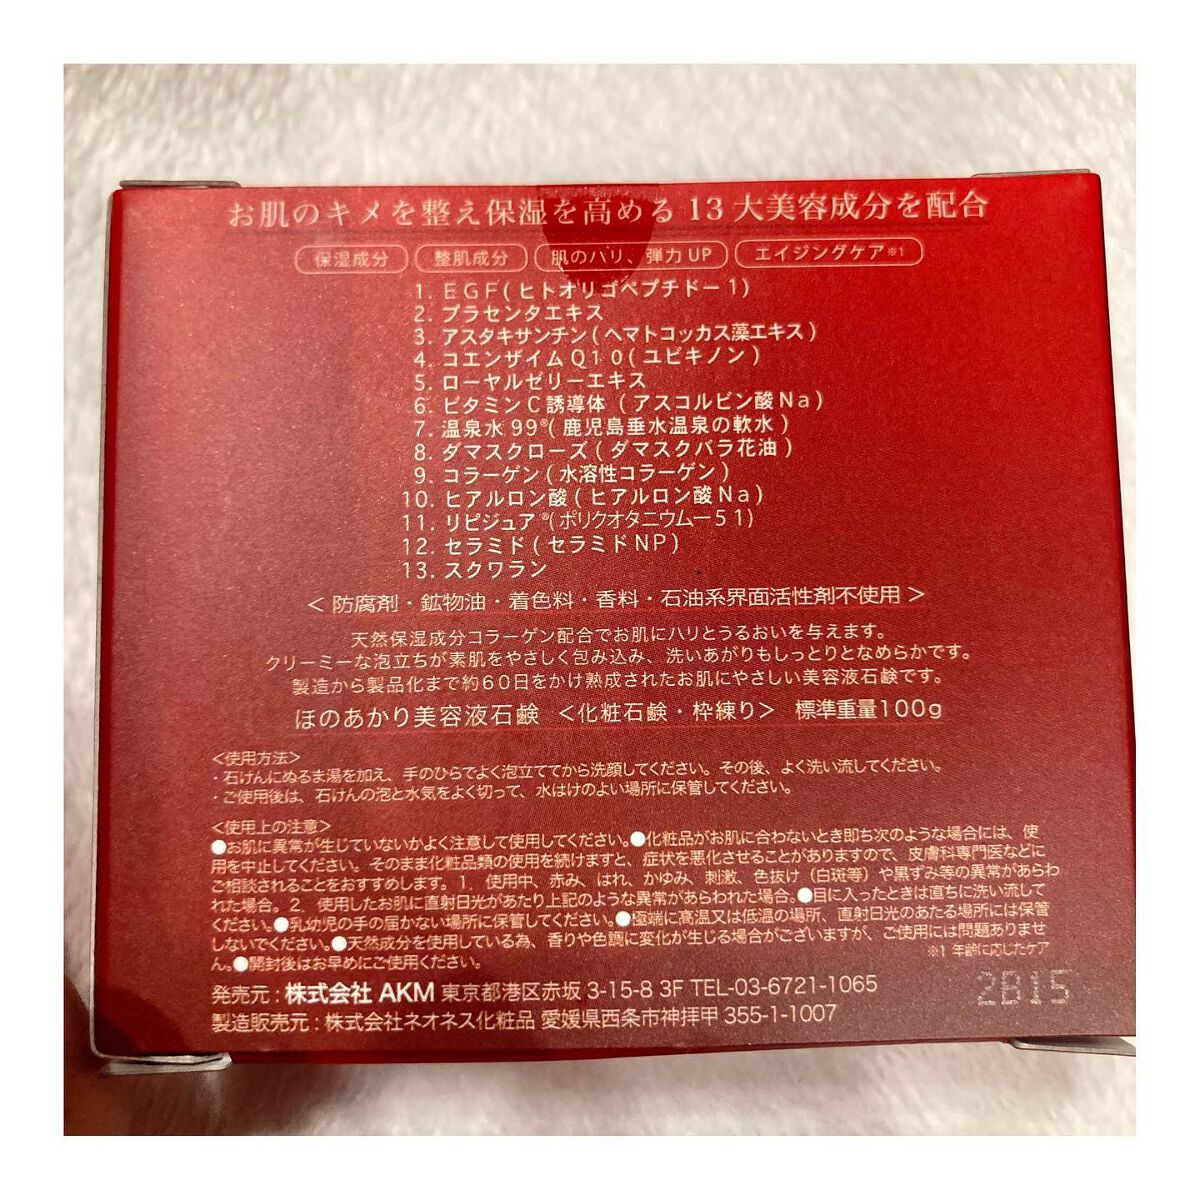 お肌のキメを整え保湿を高める 13 大美容成分を配合
保湿成分 整肌成分 肌のハリ、弾力UP エイジングケア※1
1. EGF(ヒトオリゴペプチドー1)
2. プラセンタエキス
3. アスタキサンチン(ヘマトコッカス藻エキス)
4. コエンザイムQ10(ユビキノン)
5. ローヤルゼリーエキス
6. ビタミンC誘導体 (アスコルビン酸Na)
7. 温泉水99®(鹿児島垂水温泉の軟水)
8. ダマスクローズ(ダマスクバラ花油)
9. コラーゲン(水溶性コラーゲン)
10. ヒアルロン酸(ヒアルロン酸Na)
11. リピジュア®(ポリクオタニウムー51)
12. セラミド(セラミドNP)
13. スクワラン
＜防腐剤・鉱物油・着色料・香料・石油系界面活性剤不使用＞
天然保湿成分コラーゲン配合でお肌にハリとうるおいを与えます。
クリーミーな泡立ちが素肌をやさしく包み込み、洗いあがりもしっとりとなめらかです。
製造から製品化まで約60日をかけ熟成されたお肌にやさしい美容液石鹸です。
ほのあかり美容液石鹸 ＜化粧石鹸・枠練り＞ 標準重量100g
＜使用方法＞
・石けんにぬるま湯を加え、手のひらでよく泡立ててから洗顔してください。その後、よく洗い流してください。
・ご使用後は、石けんの泡と水気をよく切って、水はけのよい場所に保管してください。
＜使用上の注意＞
●お肌に異常が生じていないかよく注意して使用してください。●化粧品がお肌に合わないとき即ち次のような場合には、使
用を中止してください。そのまま化粧品類の使用を続けますと、症状を悪化させることがありますので、皮膚科専門医などに
ご相談されることをおすすめします。1．使用中、赤み、はれ、かゆみ、刺激、色抜け（白斑等）や黒ずみ等の異常があらわ
れた場合。2．使用したお肌に直射日光があたり上記のような異常があらわれた場合。●目に入ったときは直ちに洗い流して
ください。●乳幼児の手の届かない場所に保管してください。●極端に高温又は低温の場所、直射日光のあたる場所には保管
しないでください。●天然成分を使用している為、香りや色調に変化が生じる場合がございますが、ご使用には問題ありませ
ん。●開封後はお早めにご使用ください。 ※1 年齢に応じたケア
発売元：株式会社 AKM 東京都港区赤坂 3-15-8 3F TEL-03-6721-1065
製造販売元：株式会社ネオネス化粧品 愛媛県西条市神拝甲 355-1-1007
2B15